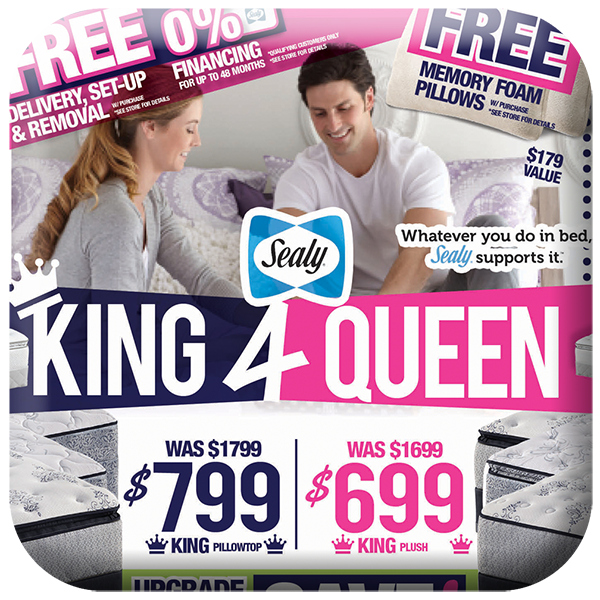 FREE 0%
DELIVERY, SET-UP
& REMOVAL W/ PURCHASE
*SEE STORE FOR DETAILS
FINANCING *QUALIFYING CUSTOMERS ONLY
FOR UP TO 48 MONTHS *SEE STORE FOR DETAILS
FREE
MEMORY FOAM
PILLOWS W/ PURCHASE
*SEE STORE FOR DETAILS
$179
VALUE
Sealy
Whatever you do in bed,
Sealy supports it.™
KING 4 QUEEN
WAS $1799
$799
KING PILLOWTOP
WAS $1699
$699
KING PLUSH
UPGRADE
SAVE